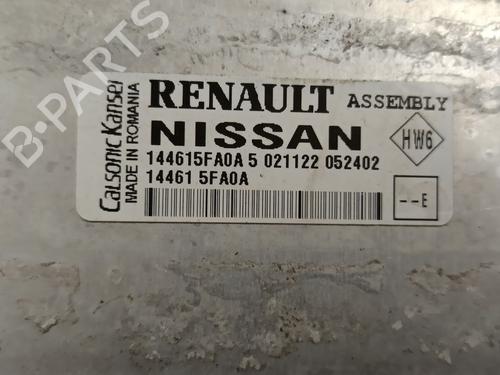 B-PARTS
Calsonic Kansei
MADE IN ROMANIA
RENAULT ASSEMBLY
NISSAN
HW6
144615FA0A 5 021122 052402
14461 5FA0A
--E